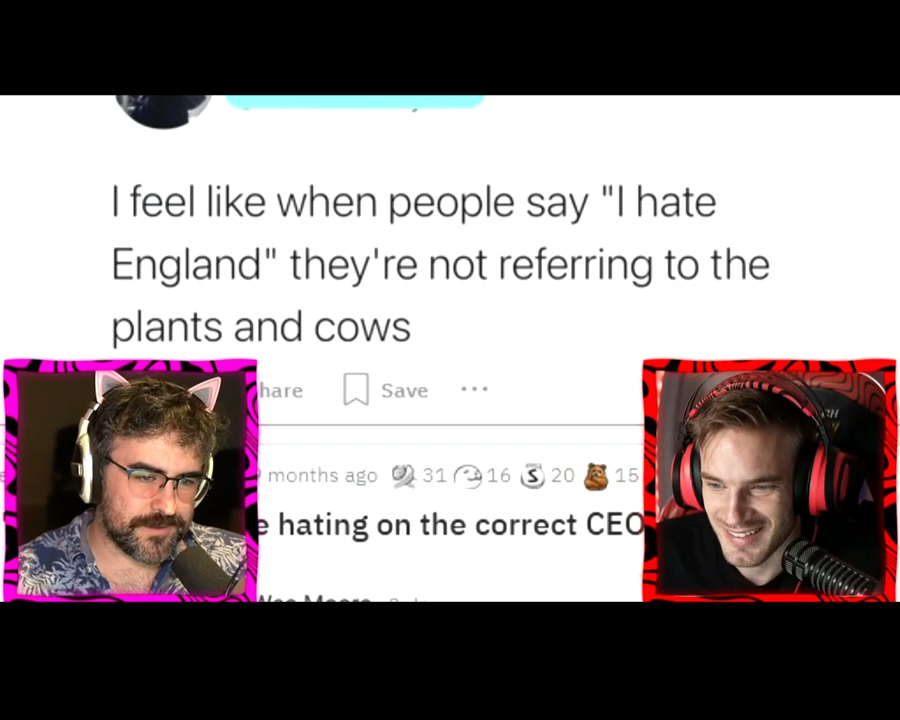 I feel like when people say "I hate
England" they're not referring to the
plants and cows
hare Save ...
months ago 31 16 S 20 15
e hating on the correct CEO